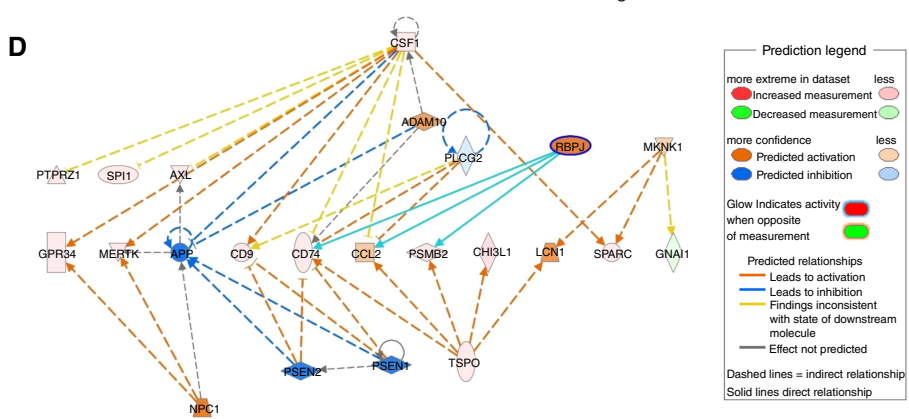 D
CSF1
ADAM10
PLCG2
RBPJ
MKNK1
PTPRZ1
SPI1
AXL
GPR34
MERTK
APP
CD9
CD74
CCL2
PSMB2
CHI3L1
LCN1
SPARC
GNAI1
PSEN2
PSEN1
TSPO
NPC1
Prediction legend
more extreme in dataset less
Increased measurement
Decreased measurement
more confidence less
Predicted activation
Predicted inhibition
Glow Indicates activity
when opposite
of measurement
Predicted relationships
Leads to activation
Leads to inhibition
Findings inconsistent
with state of downstream
molecule
Effect not predicted
Dashed lines = indirect relationship
Solid lines direct relationship